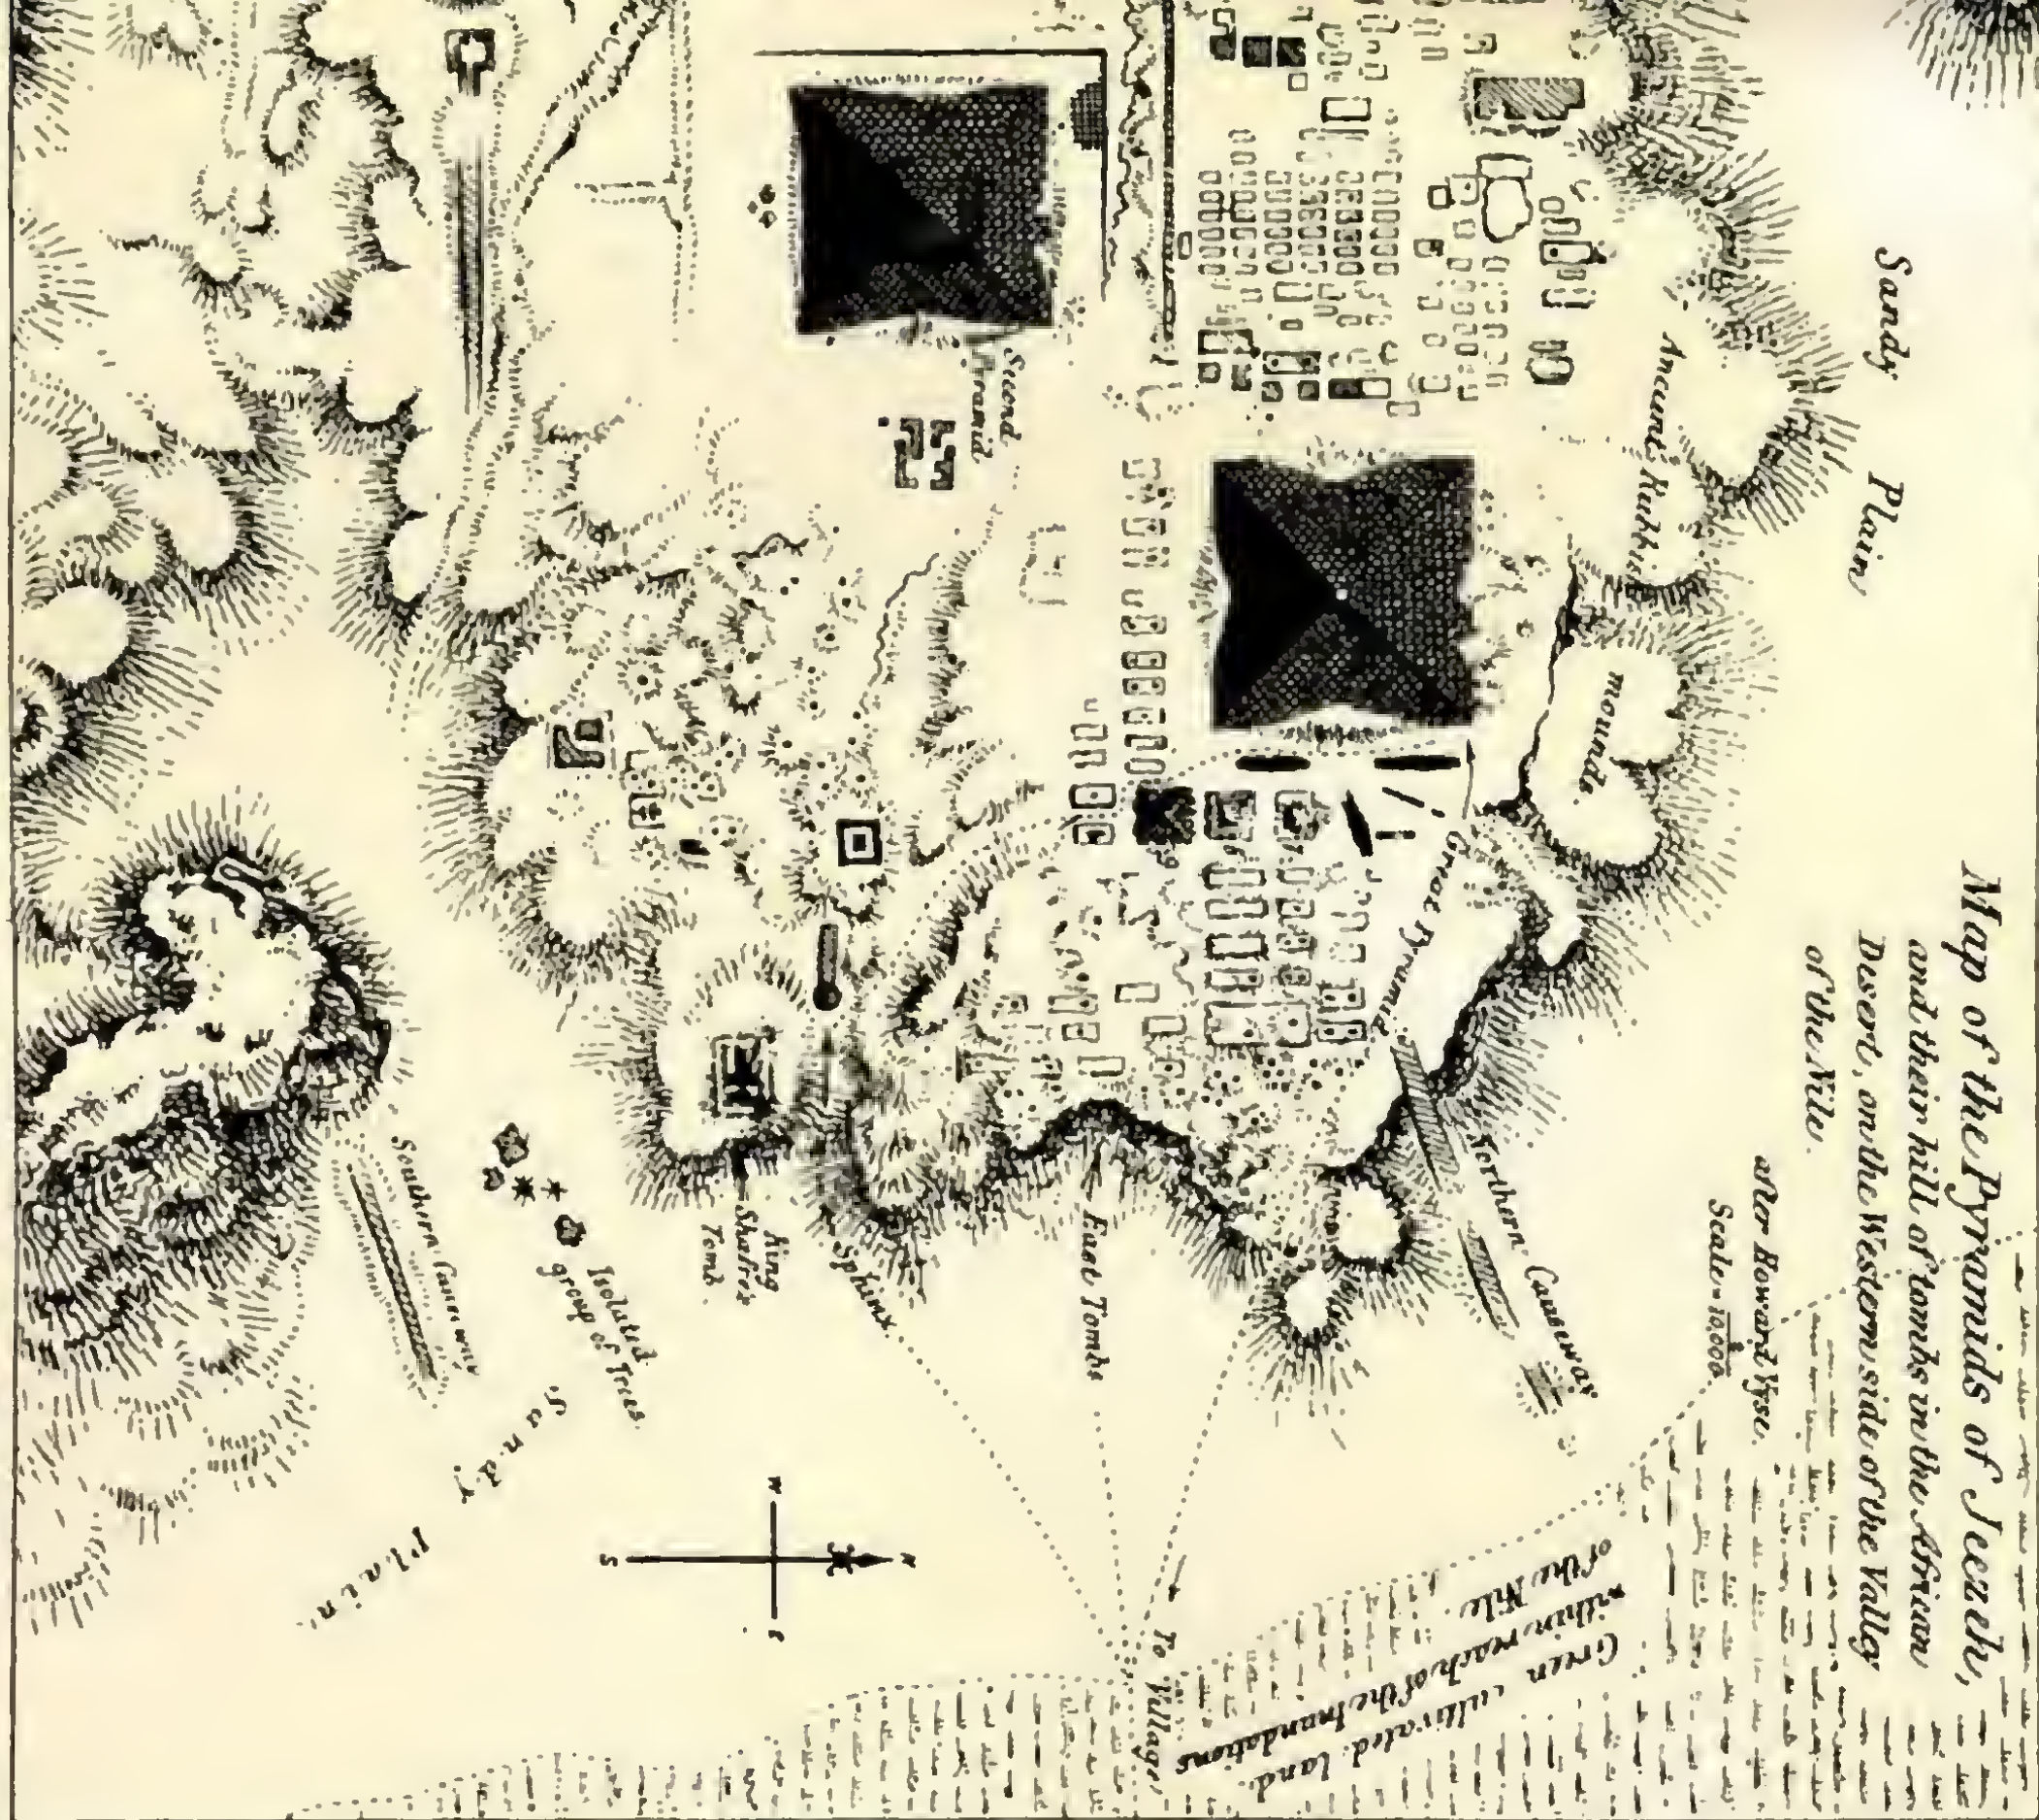 Map of the Pyramids of Jeezeh,
and their hill of tombs in the African
Desert, on the Western side of the Valley
of the Nile.
after Howard Vyse.
Scale = 1/10,000
Sandy Plain
Ancient Rubbish
mounds.
Second
Pyramid
Great Pyramid
Northern Causeway
East Tombs
Sphinx.
King
Shafre's
Tomb.
Isolated
group of Trees.
Southern Causeway
Sandy
Plain.
N
S
W
E
To Village
Green cultivated land.
within reach of the Inundations
of the Nile.